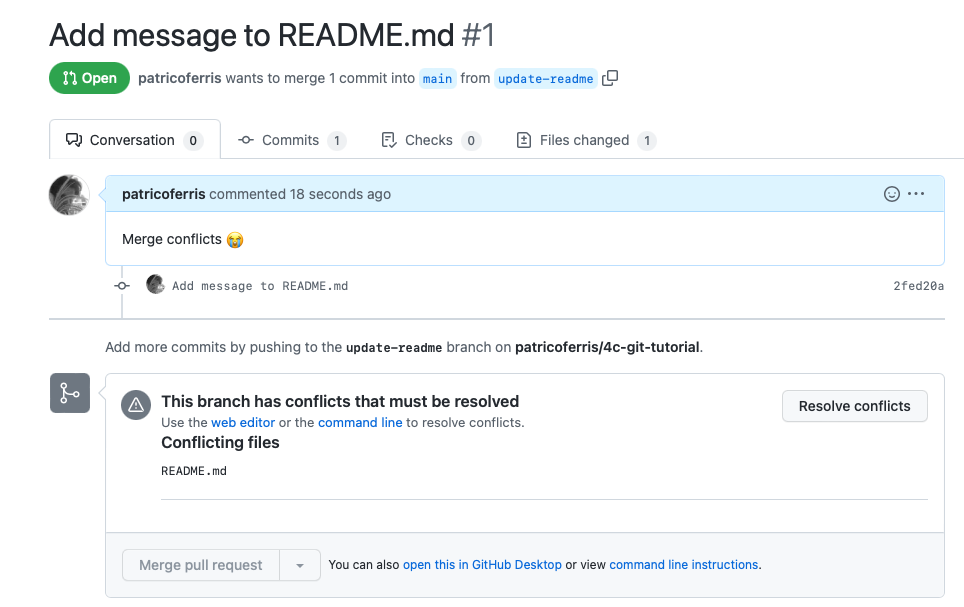 Add message to README.md #1
Open patricoferris wants to merge 1 commit into main from update-readme
Conversation 0 Commits 1 Checks 0 Files changed 1
patricoferris commented 18 seconds ago
Merge conflicts 😭
Add message to README.md 2fed20a
Add more commits by pushing to the update-readme branch on patricoferris/4c-git-tutorial.
This branch has conflicts that must be resolved
Resolve conflicts
Use the web editor or the command line to resolve conflicts.
Conflicting files
README.md
Merge pull request You can also open this in GitHub Desktop or view command line instructions.